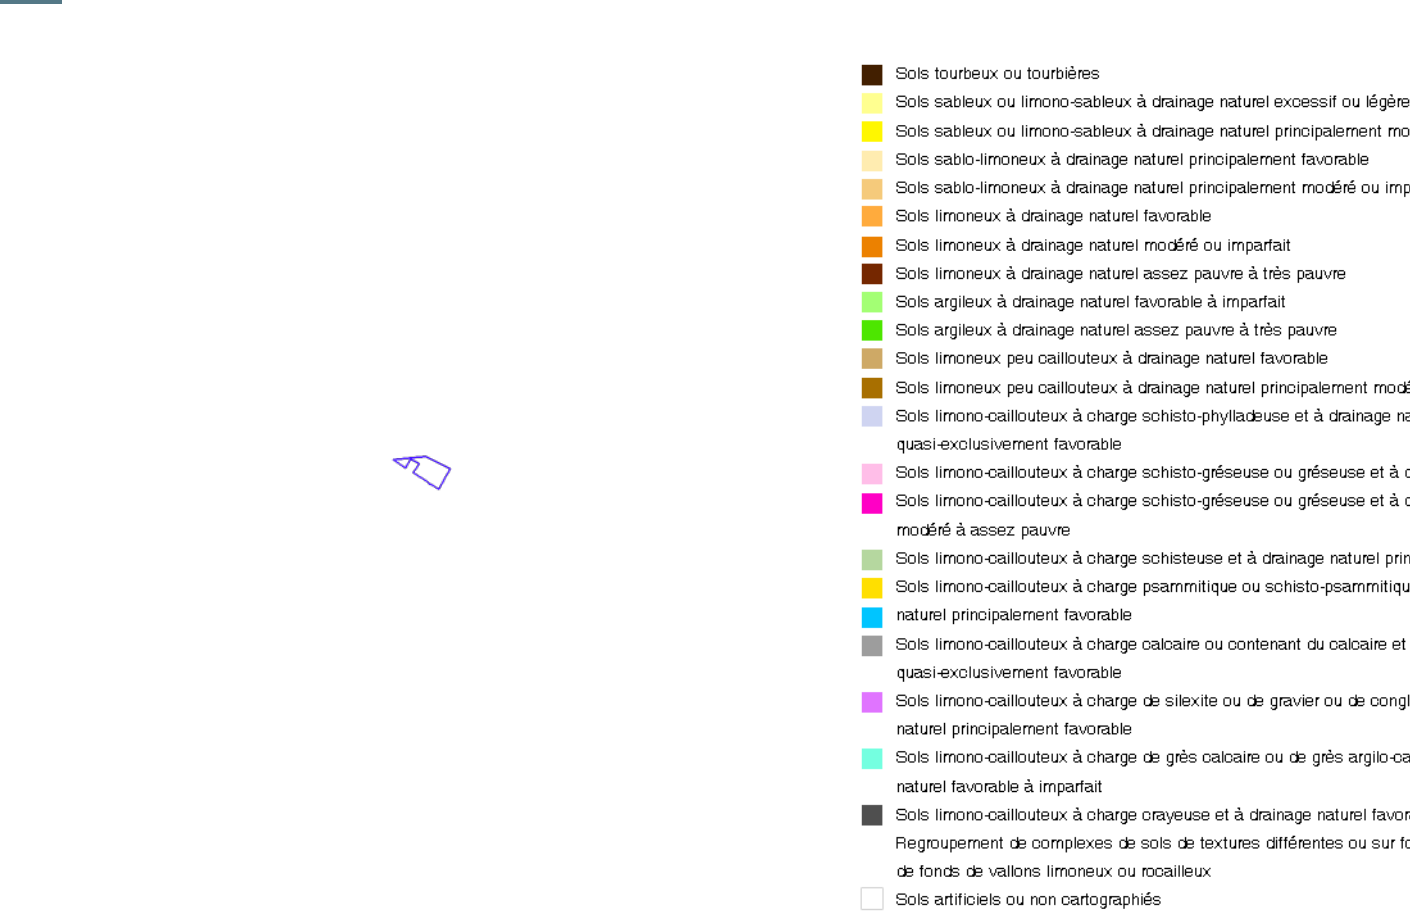 Sols tourbeux ou tourbières
Sols sableux ou limono-sableux à drainage naturel excessif ou légère
Sols sableux ou limono-sableux à drainage naturel principalement mo
Sols sablo-limoneux à drainage naturel principalement favorable
Sols sablo-limoneux à drainage naturel principalement modéré ou imp
Sols limoneux à drainage naturel favorable
Sols limoneux à drainage naturel modéré ou imparfait
Sols limoneux à drainage naturel assez pauvre à très pauvre
Sols argileux à drainage naturel favorable à imparfait
Sols argileux à drainage naturel assez pauvre à très pauvre
Sols limoneux peu caillouteux à drainage naturel favorable
Sols limoneux peu caillouteux à drainage naturel principalement modé
Sols limono-caillouteux à charge schisto-phylladeuse et à drainage na
quasi-exclusivement favorable
Sols limono-caillouteux à charge schisto-gréseuse ou gréseuse et à d
Sols limono-caillouteux à charge schisto-gréseuse ou gréseuse et à d
modéré à assez pauvre
Sols limono-caillouteux à charge schisteuse et à drainage naturel prin
Sols limono-caillouteux à charge psammitique ou schisto-psammitiqu
naturel principalement favorable
Sols limono-caillouteux à charge calcaire ou contenant du calcaire et
quasi-exclusivement favorable
Sols limono-caillouteux à charge de silexite ou de gravier ou de congl
naturel principalement favorable
Sols limono-caillouteux à charge de grès calcaire ou de grès argilo-ca
naturel favorable à imparfait
Sols limono-caillouteux à charge crayeuse et à drainage naturel favor
Regroupement de complexes de sols de textures différentes ou sur fo
de fonds de vallons limoneux ou rocailleux
Sols artificiels ou non cartographiés